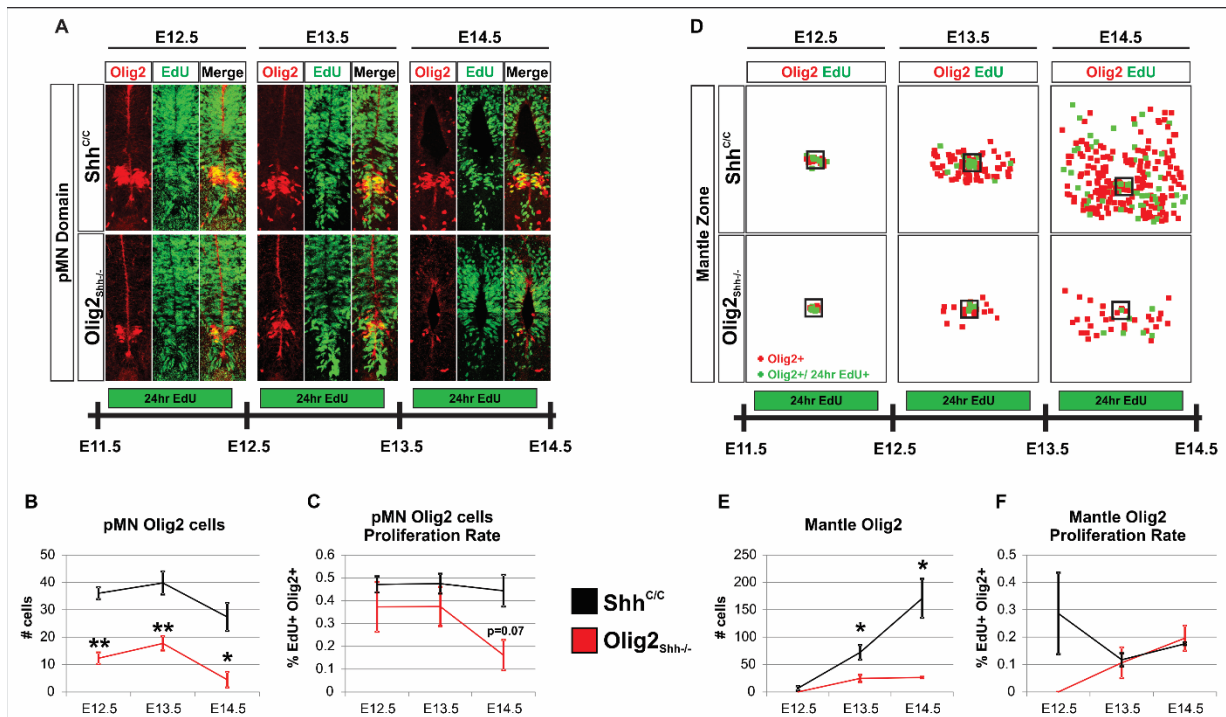 A
E12.5 E13.5 E14.5
Olig2 EdU Merge Olig2 EdU Merge Olig2 EdU Merge
pMN Domain
Shh^C/C
Olig2_Shh-/-
24hr EdU 24hr EdU 24hr EdU
E11.5 E12.5 E13.5 E14.5
D
E12.5 E13.5 E14.5
Olig2 EdU Olig2 EdU Olig2 EdU
Mantle Zone
Shh^C/C
Olig2_Shh-/-
Olig2+
Olig2+/ 24hr EdU+
24hr EdU 24hr EdU 24hr EdU
E11.5 E12.5 E13.5 E14.5
B
pMN Olig2 cells
# cells
50
40
30
20
10
0
** ** *
E12.5 E13.5 E14.5
C
pMN Olig2 cells
Proliferation Rate
% EdU+ Olig2+
0.6
0.5
0.4
0.3
0.2
0.1
0
p=0.07
E12.5 E13.5 E14.5
Shh^C/C
Olig2_Shh-/-
E
Mantle Olig2
# cells
250
200
150
100
50
0
* *
E12.5 E13.5 E14.5
F
Mantle Olig2
Proliferation Rate
% EdU+ Olig2+
0.5
0.4
0.3
0.2
0.1
0
E12.5 E13.5 E14.5